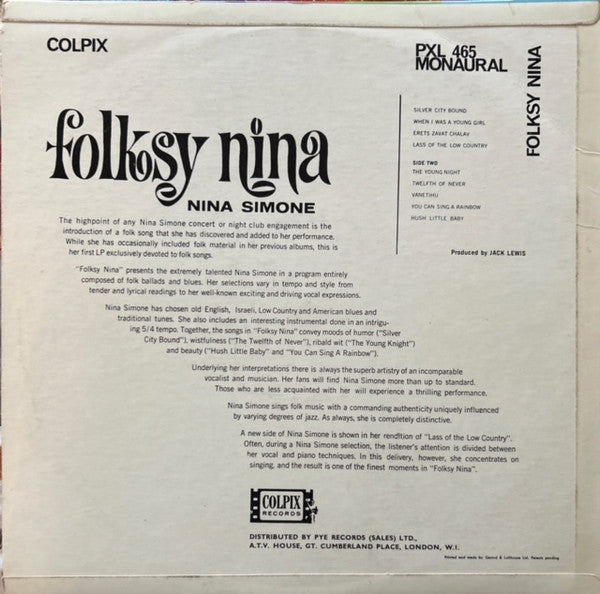 COLPIX
PXL 465
MONAURAL
FOLKSY NINA
folksy nina
NINA SIMONE
SILVER CITY BOUND
WHEN I WAS A YOUNG GIRL
ERETS ZAVAT CHALAV
LASS OF THE LOW COUNTRY
SIDE TWO
THE YOUNG NIGHT
TWELFTH OF NEVER
VANETIHU
YOU CAN SING A RAINBOW
HUSH LITTLE BABY
Produced by JACK LEWIS
The highpoint of any Nina Simone concert or night club engagement is the
introduction of a folk song that she has discovered and added to her performance.
While she has occasionally included folk material in her previous albums, this is
her first LP exclusively devoted to folk songs.
"Folksy Nina" presents the extremely talented Nina Simone in a program entirely
composed of folk ballads and blues. Her selections vary in tempo and style from
tender and lyrical readings to her well-known exciting and driving vocal expressions.
Nina Simone has chosen old English, Israeli, Low Country and American blues and
traditional tunes. She also includes an interesting instrumental done in an intrigu-
ing 5/4 tempo. Together, the songs in "Folksy Nina" convey moods of humor ("Silver
City Bound"), wistfulness ("The Twelfth of Never"), ribald wit ("The Young Knight")
and beauty ("Hush Little Baby" and "You Can Sing A Rainbow").
Underlying her interpretations there is always the superb artistry of an incomparable
vocalist and musician. Her fans will find Nina Simone more than up to standard.
Those who are less acquainted with her will experience a thrilling performance.
Nina Simone sings folk music with a commanding authenticity uniquely influenced
by varying degrees of jazz. As always, she is completely distinctive.
A new side of Nina Simone is shown in her rendition of "Lass of the Low Country".
Often, during a Nina Simone selection, the listener's attention is divided between
her vocal and piano techniques. In this delivery, however, she concentrates on
singing, and the result is one of the finest moments in "Folksy Nina".
COLPIX
RECORDS
DISTRIBUTED BY PYE RECORDS (SALES) LTD.,
A.T.V. HOUSE, GT. CUMBERLAND PLACE, LONDON, W.I.
Printed and made by: Garrod & Lofthouse Ltd. Patents pending